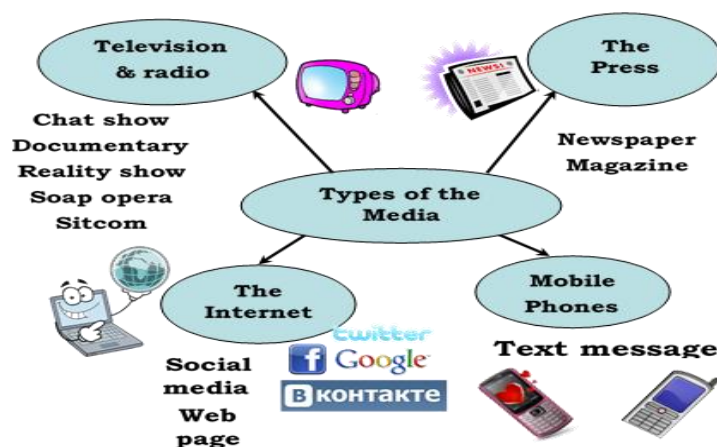 Television
& radio
Chat show
Documentary
Reality show
Soap opera
Sitcom
NEWS!
The
Press
Newspaper
Magazine
Types of the
Media
The
Internet
Social
media
Web
page
twitter
f Google
В контакте
Mobile
Phones
Text message